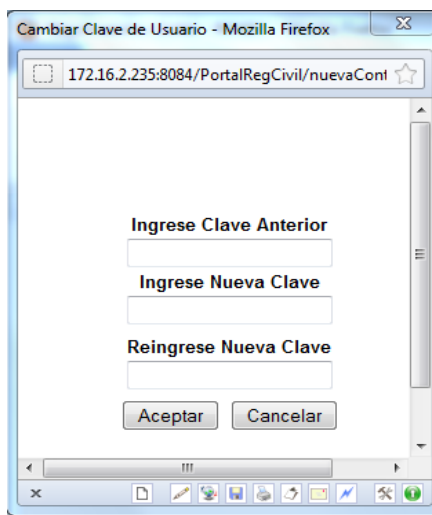 Cambiar Clave de Usuario - Mozilla Firefox
172.16.2.235:8084/PortalRegCivil/nuevaCont
Ingrese Clave Anterior
Ingrese Nueva Clave
Reingrese Nueva Clave
Aceptar Cancelar